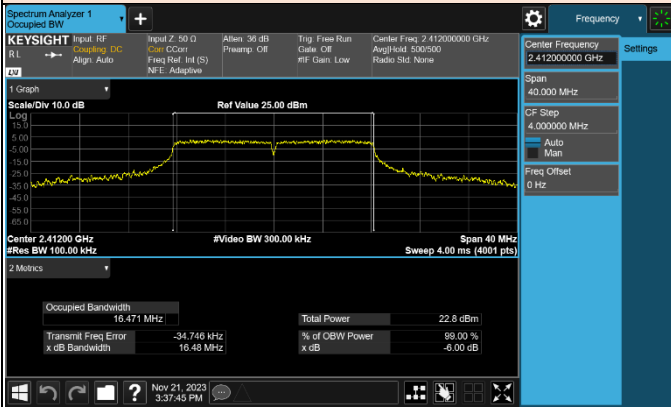 Spectrum Analyzer 1
Occupied BW
+
Frequency
KEYSIGHT
RL
LXI
Input: RF
Coupling: DC
Align: Auto
Input Z: 50 Ω
Corr CCorr
Freq Ref: Int (S)
NFE: Adaptive
Atten: 36 dB
Preamp: Off
Trig: Free Run
Gate: Off
#IF Gain: Low
Center Freq: 2.412000000 GHz
Avg|Hold: 500/500
Radio Std: None
Center Frequency
2.412000000 GHz
Settings
Span
40.000 MHz
CF Step
4.000000 MHz
Auto
Man
Freq Offset
0 Hz
1 Graph
Scale/Div 10.0 dB
Ref Value 25.00 dBm
Log
15.0
5.00
-5.00
-15.0
-25.0
-35.0
-45.0
-55.0
-65.0
Center 2.41200 GHz
#Video BW 300.00 kHz
Span 40 MHz
#Res BW 100.00 kHz
Sweep 4.00 ms (4001 pts)
2 Metrics
Occupied Bandwidth
16.471 MHz
Total Power 22.8 dBm
Transmit Freq Error -34.746 kHz
% of OBW Power 99.00 %
x dB Bandwidth 16.48 MHz
x dB -6.00 dB
?
Nov 21, 2023
3:37:45 PM